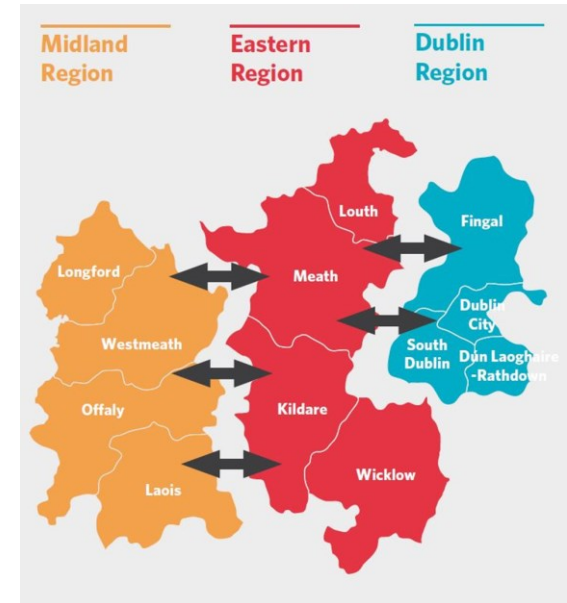 Midland
Region
Eastern
Region
Dublin
Region
Louth
Fingal
Longford
Meath
Dublin
City
Westmeath
South
Dublin
Dún Laoghaire
-Rathdown
Offaly
Kildare
Wicklow
Laois